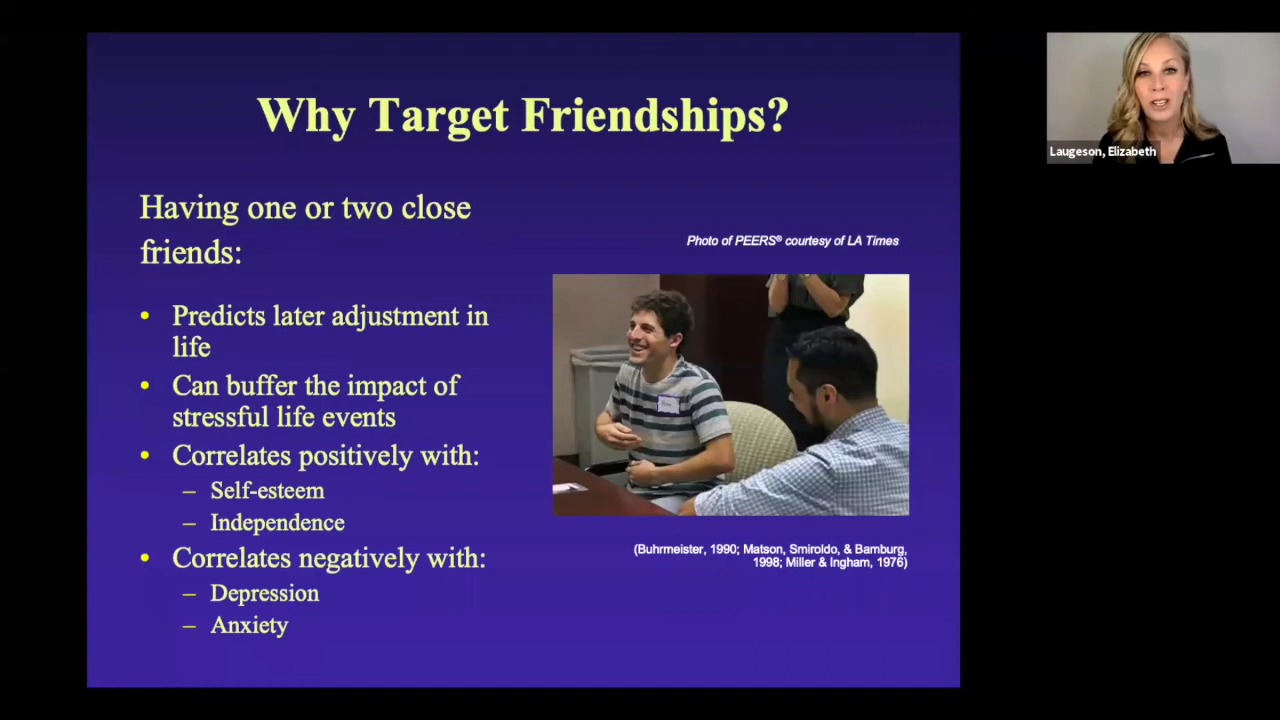 Why Target Friendships?
Having one or two close
friends:
• Predicts later adjustment in
life
• Can buffer the impact of
stressful life events
• Correlates positively with:
– Self-esteem
– Independence
• Correlates negatively with:
– Depression
– Anxiety
Photo of PEERS® courtesy of LA Times
(Buhrmeister, 1990; Matson, Smiroldo, & Bamburg,
1998; Miller & Ingham, 1976)
Laugeson, Elizabeth